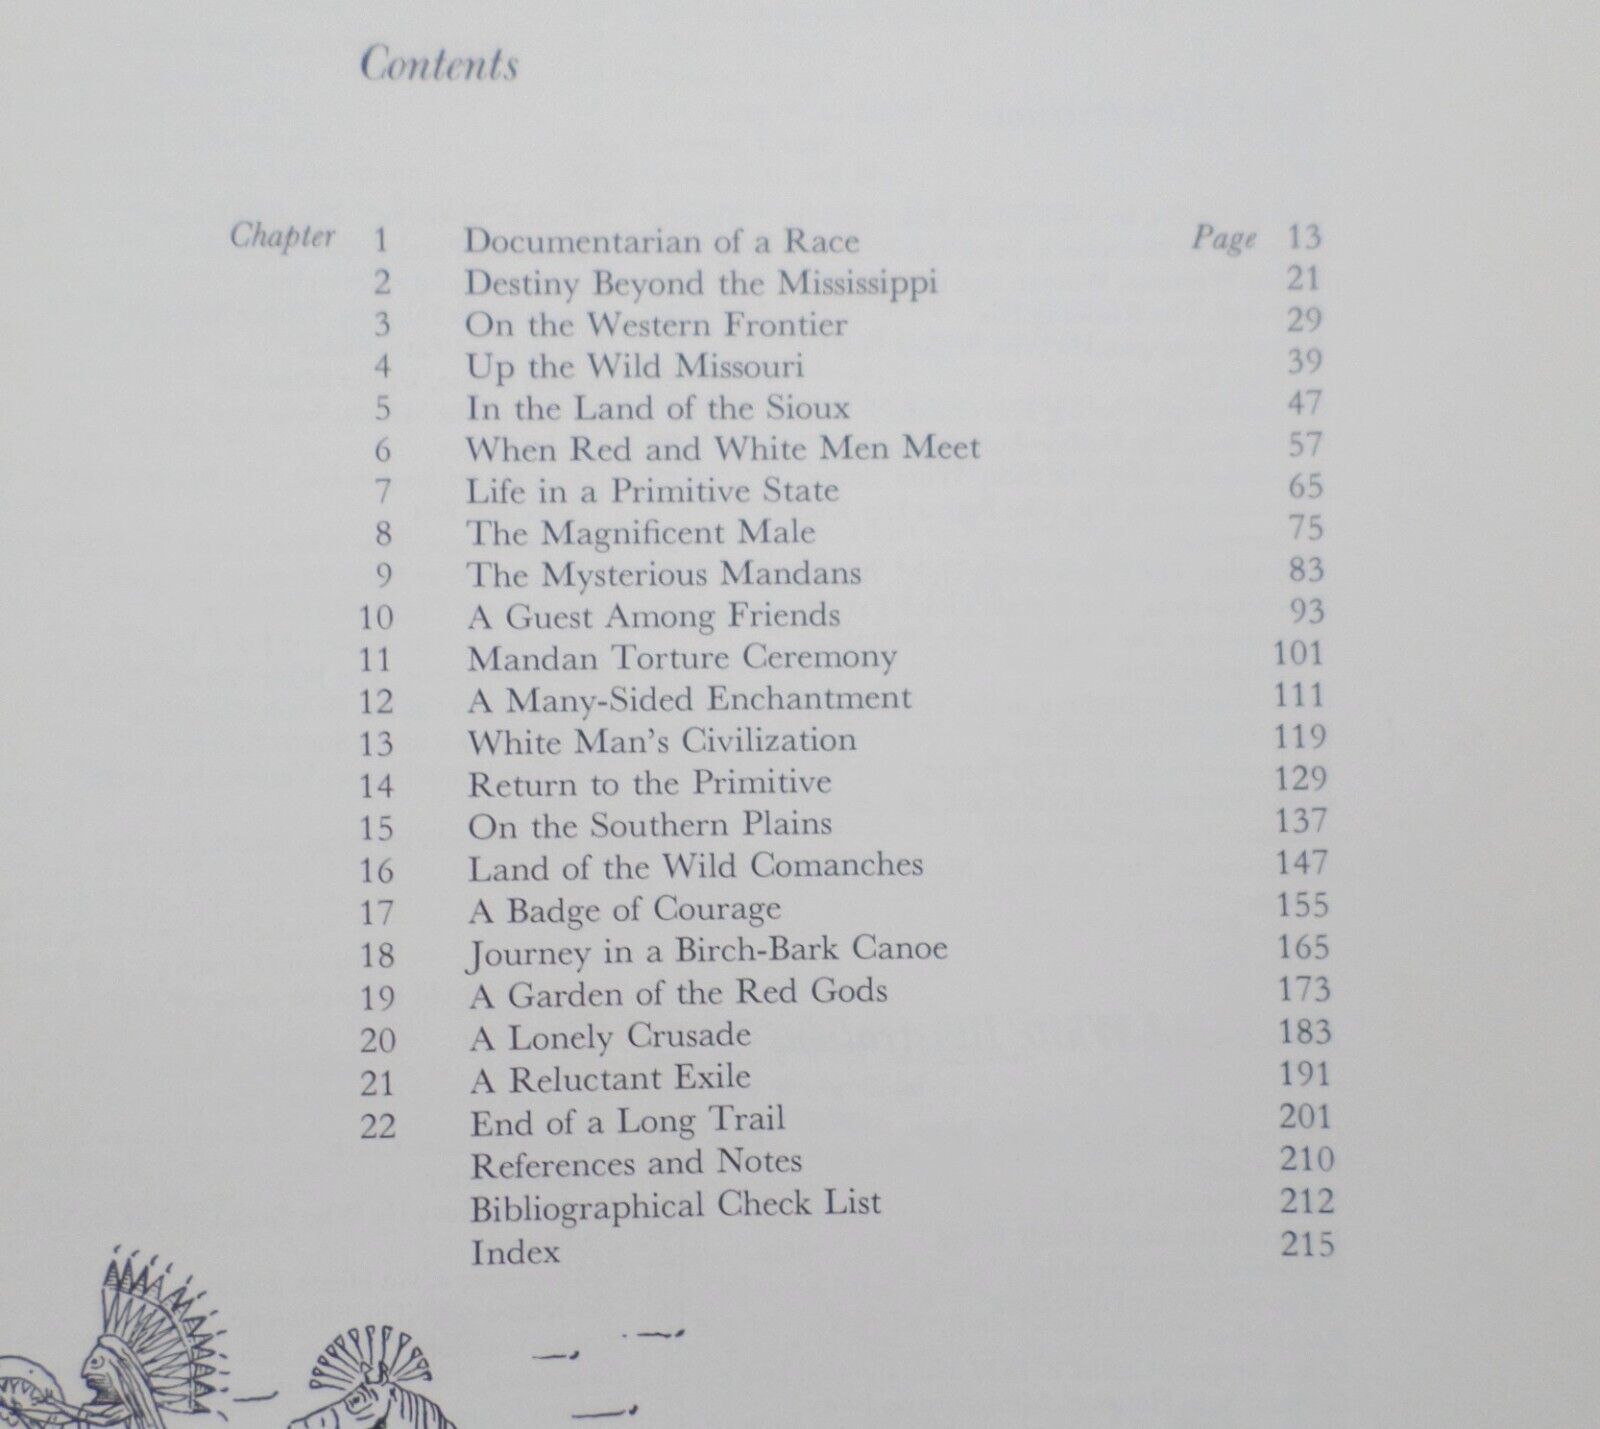 Contents
Chapter 1 Documentarian of a Race Page 13
2 Destiny Beyond the Mississippi 21
3 On the Western Frontier 29
4 Up the Wild Missouri 39
5 In the Land of the Sioux 47
6 When Red and White Men Meet 57
7 Life in a Primitive State 65
8 The Magnificent Male 75
9 The Mysterious Mandans 83
10 A Guest Among Friends 93
11 Mandan Torture Ceremony 101
12 A Many-Sided Enchantment 111
13 White Man's Civilization 119
14 Return to the Primitive 129
15 On the Southern Plains 137
16 Land of the Wild Comanches 147
17 A Badge of Courage 155
18 Journey in a Birch-Bark Canoe 165
19 A Garden of the Red Gods 173
20 A Lonely Crusade 183
21 A Reluctant Exile 191
22 End of a Long Trail 201
References and Notes 210
Bibliographical Check List 212
Index 215